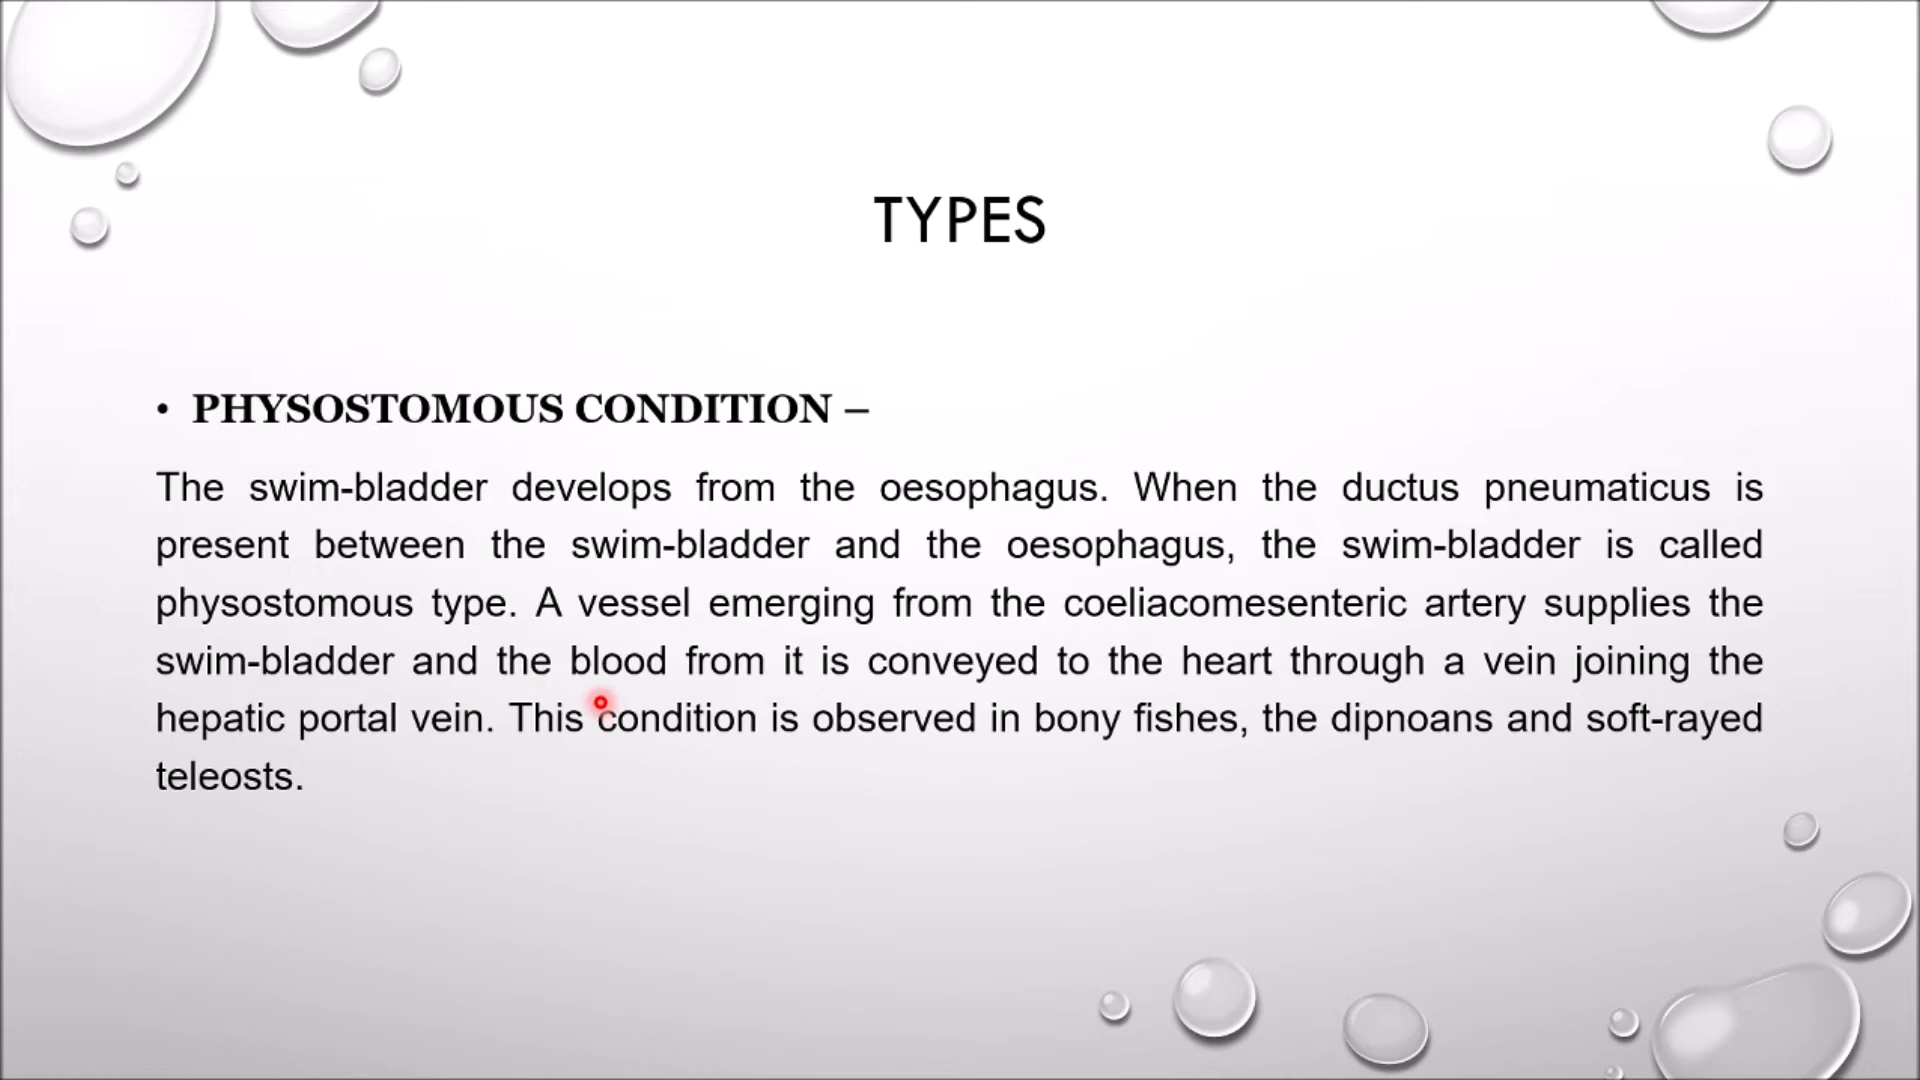 TYPES
• PHYSOSTOMOUS CONDITION –
The swim-bladder develops from the oesophagus. When the ductus pneumaticus is
present between the swim-bladder and the oesophagus, the swim-bladder is called
physostomous type. A vessel emerging from the coeliacomesenteric artery supplies the
swim-bladder and the blood from it is conveyed to the heart through a vein joining the
hepatic portal vein. This condition is observed in bony fishes, the dipnoans and soft-rayed
teleosts.